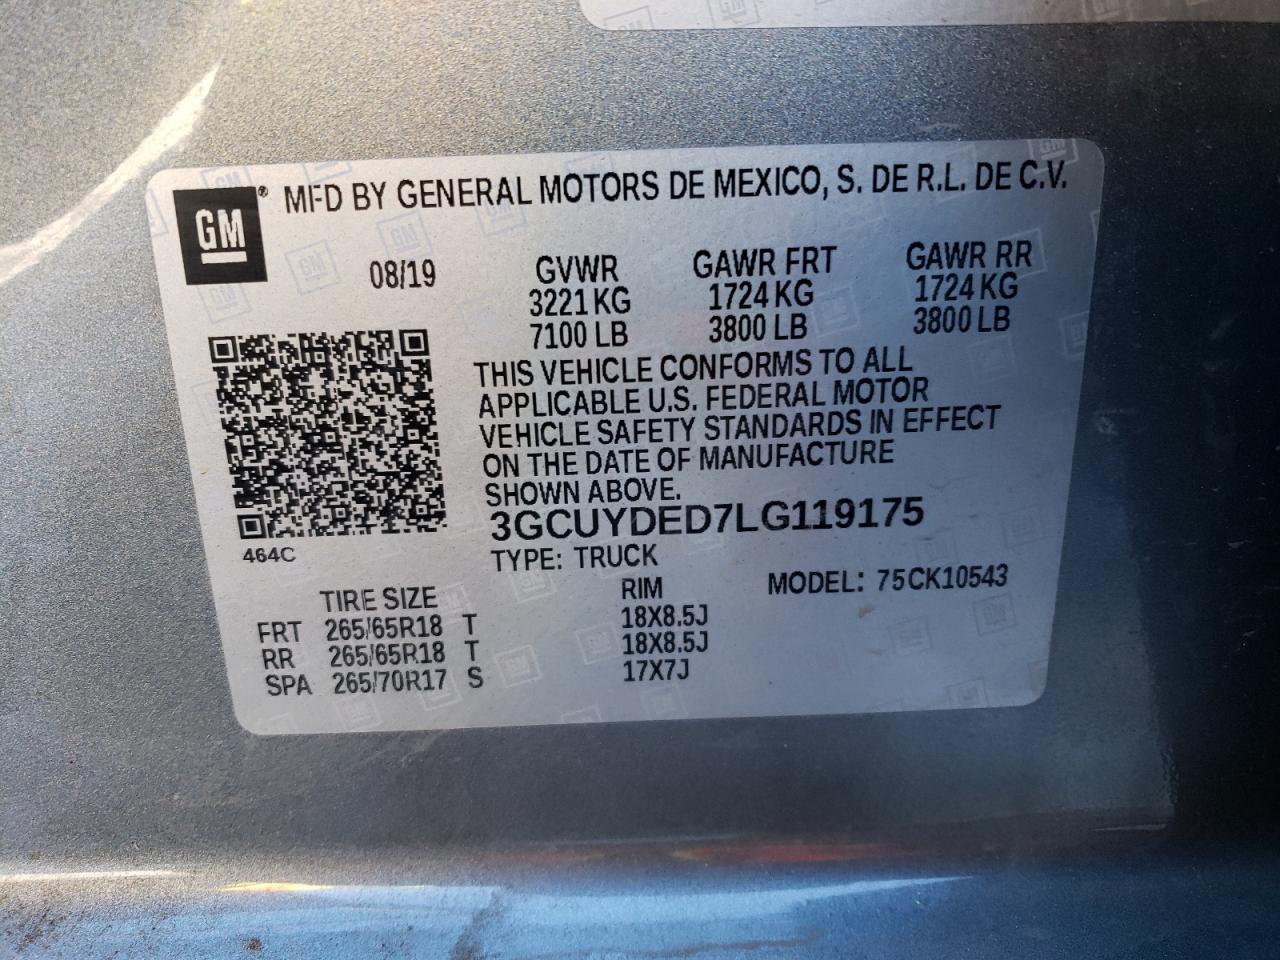 GM ® MFD BY GENERAL MOTORS DE MEXICO, S. DE R.L. DE C.V.
08/19 GVWR GAWR FRT GAWR RR
3221 KG 1724 KG 1724 KG
7100 LB 3800 LB 3800 LB
THIS VEHICLE CONFORMS TO ALL
APPLICABLE U.S. FEDERAL MOTOR
VEHICLE SAFETY STANDARDS IN EFFECT
ON THE DATE OF MANUFACTURE
SHOWN ABOVE.
3GCUYDED7LG119175
464C TYPE: TRUCK
TIRE SIZE RIM MODEL: 75CK10543
FRT 265/65R18 T 18X8.5J
RR 265/65R18 T 18X8.5J
SPA 265/70R17 S 17X7J